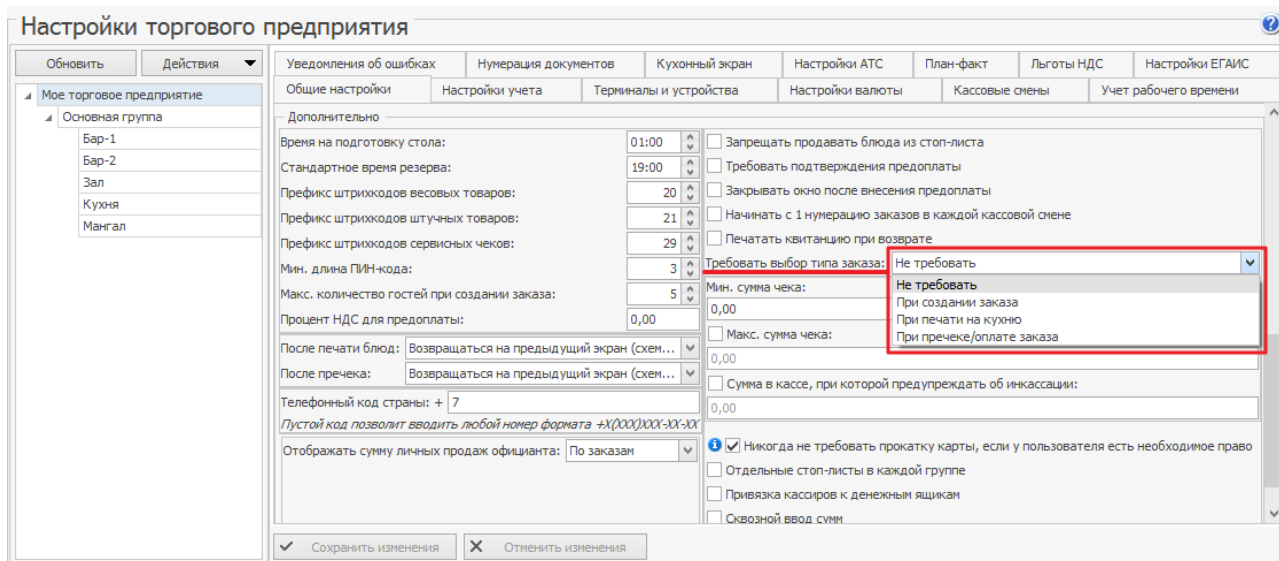 Настройки торгового предприятия
Обновить
Действия
Мое торговое предприятие
Основная группа
Бар-1
Бар-2
Зал
Кухня
Мангал
Уведомления об ошибках
Нумерация документов
Кухонный экран
Настройки АТС
План-факт
Льготы НДС
Настройки ЕГАИС
Общие настройки
Настройки учета
Терминалы и устройства
Настройки валюты
Кассовые смены
Учет рабочего времени
Дополнительно
Время на подготовку стола: 01:00
Стандартное время резерва: 19:00
Префикс штрихкодов весовых товаров: 20
Префикс штрихкодов штучных товаров: 21
Префикс штрихкодов сервисных чеков: 29
Мин. длина ПИН-кода: 3
Макс. количество гостей при создании заказа: 5
Процент НДС для предоплаты: 0,00
После печати блюд: Возвращаться на предыдущий экран (схем...
После пречека: Возвращаться на предыдущий экран (схем...
Телефонный код страны: + 7
Пустой код позволит вводить любой номер формата +X(XXX)XXX-XX-XX
Отображать сумму личных продаж официанта: По заказам
Запрещать продавать блюда из стоп-листа
Требовать подтверждения предоплаты
Закрывать окно после внесения предоплаты
Начинать с 1 нумерацию заказов в каждой кассовой смене
Печатать квитанцию при возврате
Требовать выбор типа заказа: Не требовать
Не требовать
При создании заказа
При печати на кухню
При пречеке/оплате заказа
Мин. сумма чека:
0,00
Макс. сумма чека:
0,00
Сумма в кассе, при которой предупреждать об инкассации:
0,00
Никогда не требовать прокатку карты, если у пользователя есть необходимое право
Отдельные стоп-листы в каждой группе
Привязка кассиров к денежным ящикам
Сквозной ввод сумм
Сохранить изменения
Отменить изменения